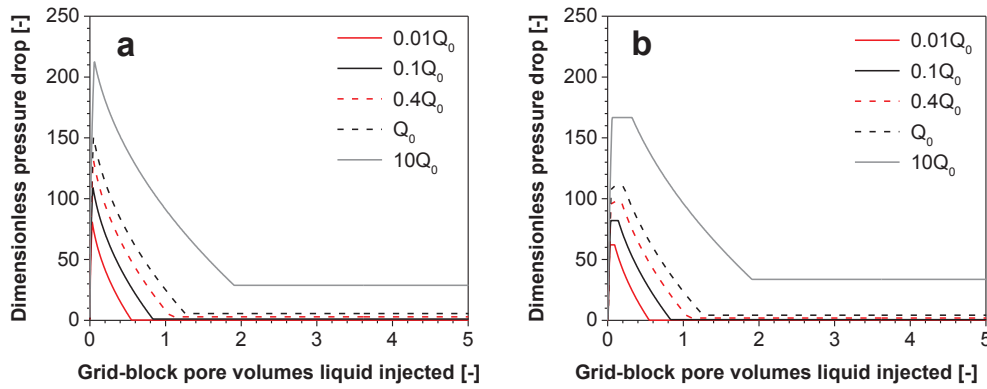 a
Dimensionless pressure drop [-]
250
200
150
100
50
0
0.01Q₀
0.1Q₀
0.4Q₀
Q₀
10Q₀
0 1 2 3 4 5
Grid-block pore volumes liquid injected [-]
b
Dimensionless pressure drop [-]
250
200
150
100
50
0
0.01Q₀
0.1Q₀
0.4Q₀
Q₀
10Q₀
0 1 2 3 4 5
Grid-block pore volumes liquid injected [-]